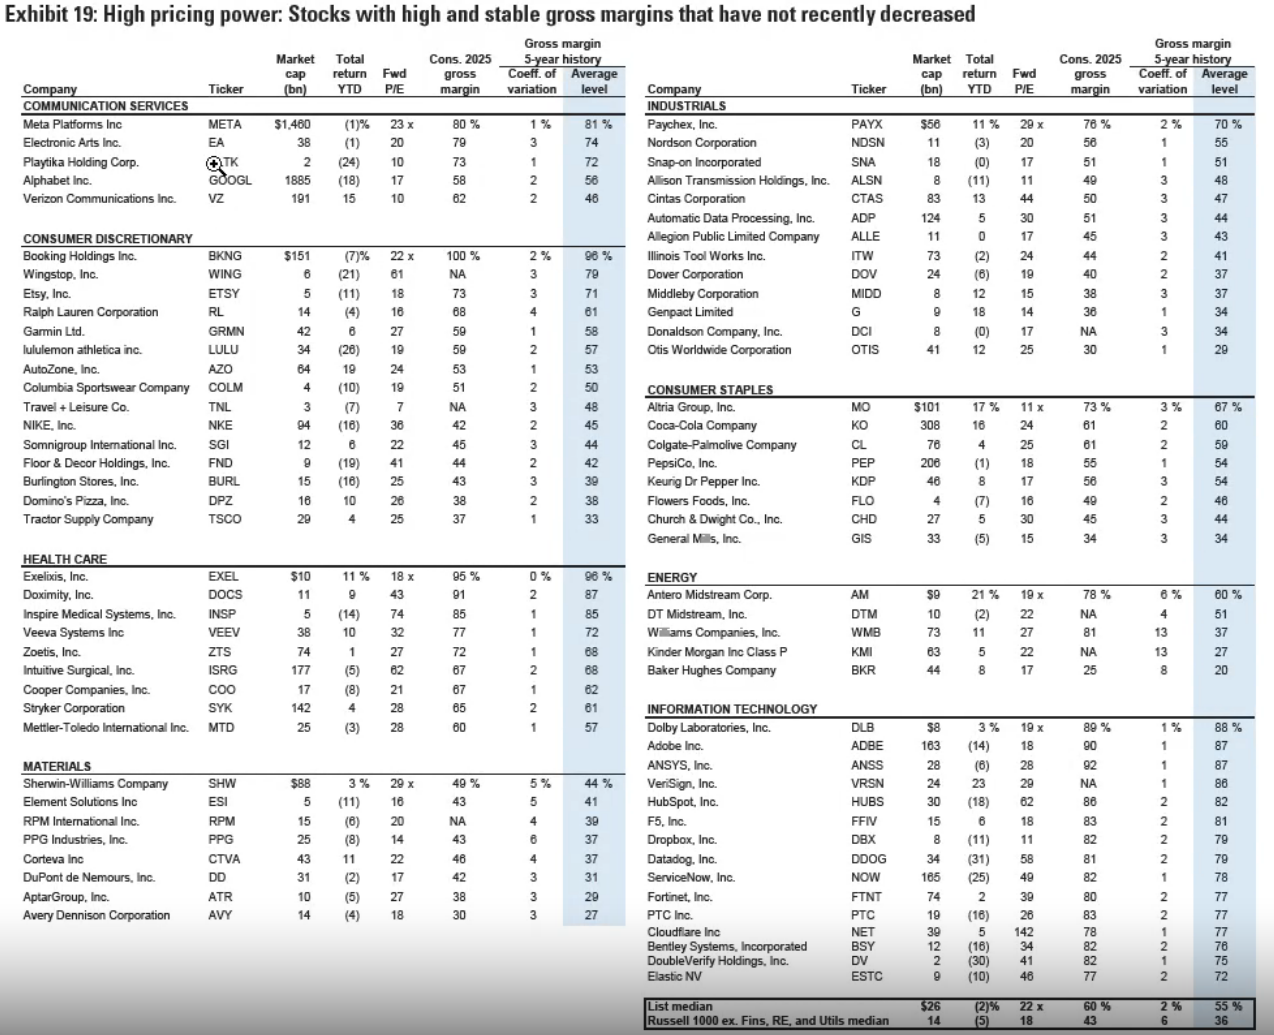 Exhibit 19: High pricing power: Stocks with high and stable gross margins that have not recently decreased
Gross margin
Market Total Cons. 2025 5-year history
cap return Fwd gross Coeff. of Average
Company Ticker (bn) YTD P/E margin variation level
COMMUNICATION SERVICES
Meta Platforms Inc META $1,460 (1)% 23 x 80 % 1 % 81 %
Electronic Arts Inc. EA 38 (1) 20 79 3 74
Playtika Holding Corp. TK 2 (24) 10 73 1 72
Alphabet Inc. GOOGL 1885 (18) 17 58 2 56
Verizon Communications Inc. VZ 191 15 10 62 2 46
CONSUMER DISCRETIONARY
Booking Holdings Inc. BKNG $151 (7)% 22 x 100 % 2 % 96 %
Wingstop, Inc. WING 6 (21) 61 NA 3 79
Etsy, Inc. ETSY 5 (11) 18 73 3 71
Ralph Lauren Corporation RL 14 (4) 16 68 4 61
Garmin Ltd. GRMN 42 6 27 59 1 58
lululemon athletica inc. LULU 34 (26) 19 59 2 57
AutoZone, Inc. AZO 64 19 24 53 1 53
Columbia Sportswear Company COLM 4 (10) 19 51 2 50
Travel + Leisure Co. TNL 3 (7) 7 NA 3 48
NIKE, Inc. NKE 94 (16) 36 42 2 45
Somnigroup International Inc. SGI 12 6 22 45 3 44
Floor & Decor Holdings, Inc. FND 9 (19) 41 44 2 42
Burlington Stores, Inc. BURL 15 (16) 25 43 3 39
Domino's Pizza, Inc. DPZ 16 10 26 38 2 38
Tractor Supply Company TSCO 29 4 25 37 1 33
HEALTH CARE
Exelixis, Inc. EXEL $10 11 % 18 x 95 % 0 % 96 %
Doximity, Inc. DOCS 11 9 43 91 2 87
Inspire Medical Systems, Inc. INSP 5 (14) 74 85 1 85
Veeva Systems Inc VEEV 38 10 32 77 1 72
Zoetis, Inc. ZTS 74 1 27 72 1 68
Intuitive Surgical, Inc. ISRG 177 (5) 62 67 2 68
Cooper Companies, Inc. COO 17 (8) 21 67 1 62
Stryker Corporation SYK 142 4 28 65 2 61
Mettler-Toledo International Inc. MTD 25 (3) 28 60 1 57
MATERIALS
Sherwin-Williams Company SHW $88 3 % 29 x 49 % 5 % 44 %
Element Solutions Inc ESI 5 (11) 16 43 5 41
RPM International Inc. RPM 15 (6) 20 NA 4 39
PPG Industries, Inc. PPG 25 (8) 14 43 6 37
Corteva Inc CTVA 43 11 22 46 4 37
DuPont de Nemours, Inc. DD 31 (2) 17 42 3 31
AptarGroup, Inc. ATR 10 (5) 27 38 3 29
Avery Dennison Corporation AVY 14 (4) 18 30 3 27
Gross margin
Market Total Cons. 2025 5-year history
cap return Fwd gross Coeff. of Average
Company Ticker (bn) YTD P/E margin variation level
INDUSTRIALS
Paychex, Inc. PAYX $56 11 % 29 x 76 % 2 % 70 %
Nordson Corporation NDSN 11 (3) 20 56 1 55
Snap-on Incorporated SNA 18 (0) 17 51 1 51
Allison Transmission Holdings, Inc. ALSN 8 (11) 11 49 3 48
Cintas Corporation CTAS 83 13 44 50 3 47
Automatic Data Processing, Inc. ADP 124 5 30 51 3 44
Allegion Public Limited Company ALLE 11 0 17 45 3 43
Illinois Tool Works Inc. ITW 73 (2) 24 44 2 41
Dover Corporation DOV 24 (6) 19 40 2 37
Middleby Corporation MIDD 8 12 15 38 3 37
Genpact Limited G 9 18 14 36 1 34
Donaldson Company, Inc. DCI 8 (0) 17 NA 3 34
Otis Worldwide Corporation OTIS 41 12 25 30 1 29
CONSUMER STAPLES
Altria Group, Inc. MO $101 17 % 11 x 73 % 3 % 67 %
Coca-Cola Company KO 308 16 24 61 2 60
Colgate-Palmolive Company CL 76 4 25 61 2 59
PepsiCo, Inc. PEP 206 (1) 18 55 1 54
Keurig Dr Pepper Inc. KDP 46 8 17 56 3 54
Flowers Foods, Inc. FLO 4 (7) 16 49 2 46
Church & Dwight Co., Inc. CHD 27 5 30 45 3 44
General Mills, Inc. GIS 33 (5) 15 34 3 34
ENERGY
Antero Midstream Corp. AM $9 21 % 19 x 78 % 6 % 60 %
DT Midstream, Inc. DTM 10 (2) 22 NA 4 51
Williams Companies, Inc. WMB 73 11 27 81 13 37
Kinder Morgan Inc Class P KMI 63 5 22 NA 13 27
Baker Hughes Company BKR 44 8 17 25 8 20
INFORMATION TECHNOLOGY
Dolby Laboratories, Inc. DLB $8 3 % 19 x 89 % 1 % 88 %
Adobe Inc. ADBE 163 (14) 18 90 1 87
ANSYS, Inc. ANSS 28 (6) 28 92 1 87
VeriSign, Inc. VRSN 24 23 29 NA 1 86
HubSpot, Inc. HUBS 30 (18) 62 86 2 82
F5, Inc. FFIV 15 6 18 83 2 81
Dropbox, Inc. DBX 8 (11) 11 82 2 79
Datadog, Inc. DDOG 34 (31) 58 81 2 79
ServiceNow, Inc. NOW 165 (25) 49 82 1 78
Fortinet, Inc. FTNT 74 2 39 80 2 77
PTC Inc. PTC 19 (16) 26 83 2 77
Cloudflare Inc NET 39 5 142 78 1 77
Bentley Systems, Incorporated BSY 12 (16) 34 82 2 76
DoubleVerify Holdings, Inc. DV 2 (30) 41 82 1 75
Elastic NV ESTC 9 (10) 46 77 2 72
List median $26 (2)% 22 x 60 % 2 % 55 %
Russell 1000 ex. Fins, RE, and Utils median 14 (5) 18 43 6 36